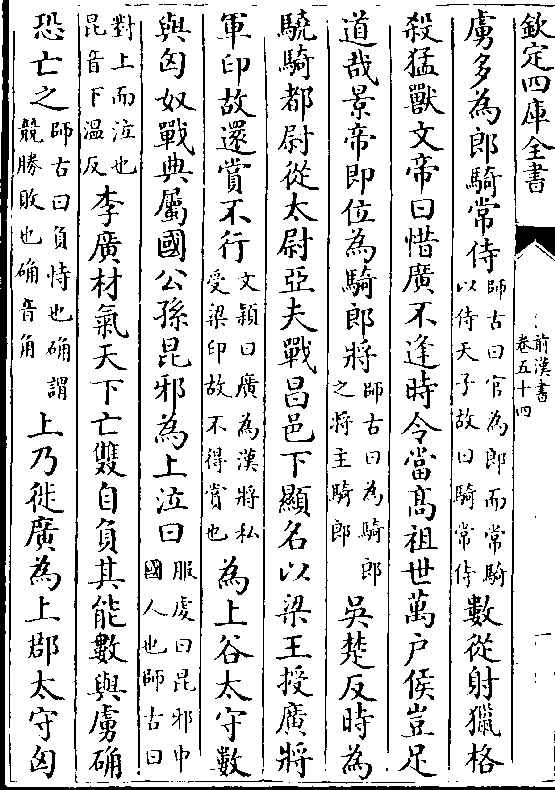 欽定四庫全書
前漢書
卷五十四
一
虜多為郎騎常侍師古曰官為郎而常騎以侍天子故曰騎常侍數從射獵格
殺猛獸文帝曰惜廣不逢時令當髙祖世萬户侯豈足
道哉景帝即位為騎郎將師古曰為騎郎之將主騎郎吳楚反時為
驍騎都尉從太尉亞夫戰昌邑下顯名以梁王授廣將
軍印故還賞不行文穎曰廣為漢將私受梁印故不得賞也為上谷太守數
與匈奴戰典屬國公孫昆邪為上泣曰服虔曰昆邪中國人也師古曰
對上而泣也昆音下温反李廣材氣天下亡雙自負其能數與虜确
恐亡之師古曰負恃也确謂競勝敗也确音角上乃徙廣為上郡太守匈